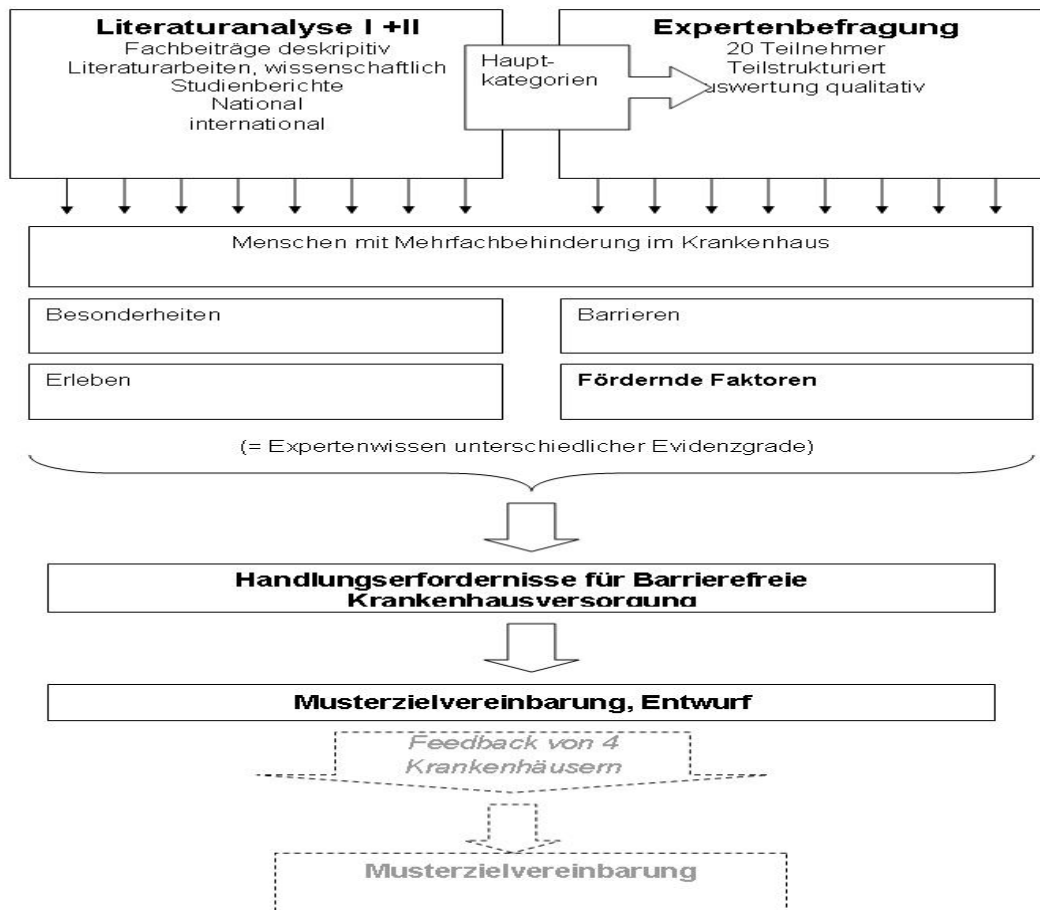 Literaturanalyse I +II
Fachbeiträge deskripitiv
Literaturarbeiten, wissenschaftlich
Studienberichte
National
international
Haupt-
kategorien
Expertenbefragung
20 Teilnehmer
Teilstrukturiert
uswertung qualitativ
Menschen mit Mehrfachbehinderung im Krankenhaus
Besonderheiten
Barrieren
Erleben
Fördernde Faktoren
(= Expertenwissen unterschiedlicher Evidenzgrade)
Handlungserfordernisse für Barrierefreie
Krankenhausversorgung
Musterzielvereinbarung, Entwurf
Feedback von 4
Krankenhäusern
Musterzielvereinbarung